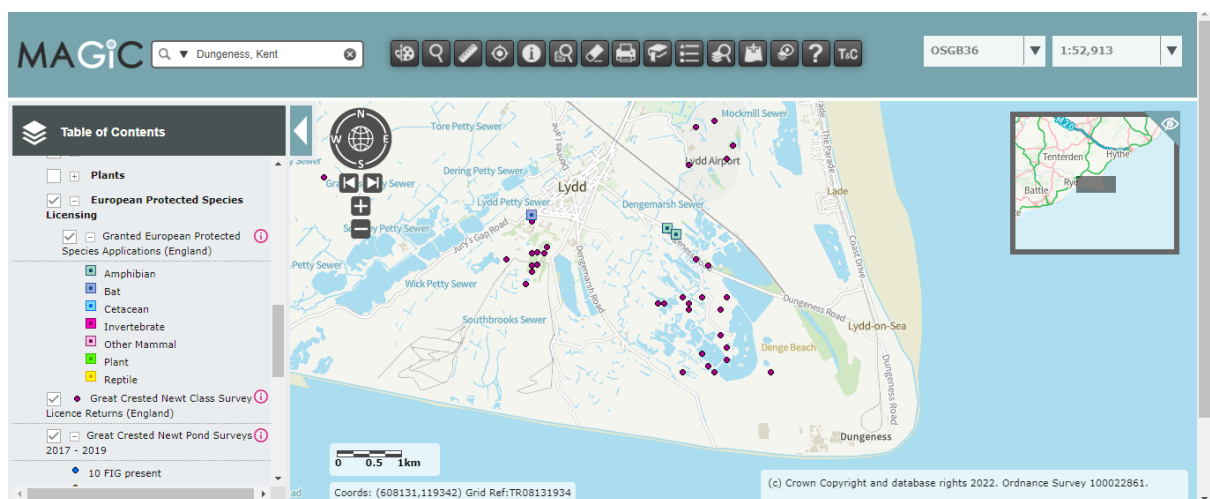 MAGiC
Dungeness, Kent
T&C
OSGB36
1:52,913
Table of Contents
Plants
European Protected Species
Licensing
Granted European Protected
Species Applications (England)
Amphibian
Bat
Cetacean
Invertebrate
Other Mammal
Plant
Reptile
Great Crested Newt Class Survey
Licence Returns (England)
Great Crested Newt Pond Surveys
2017 - 2019
10 FIG present
N
W
E
S
Tore Petty Sewer
Mockmill Sewer
The Parade
Dering Petty Sewer
Lydd Airport
Lydd
Lydd Petty Sewer
Dengemarsh Sewer
Lade
Jury's Gap Road
Coast Drive
Petty Sewer
Wick Petty Sewer
Dengemarsh Road
Southbrooks Sewer
Dungeness Road
Lydd-on-Sea
Denge Beach
Dungeness Road
Dungeness
M20
Tenterden
Hythe
Battle
Rye
0 0.5 1km
Coords: (608131,119342) Grid Ref:TR08131934
(c) Crown Copyright and database rights 2022. Ordnance Survey 100022861.